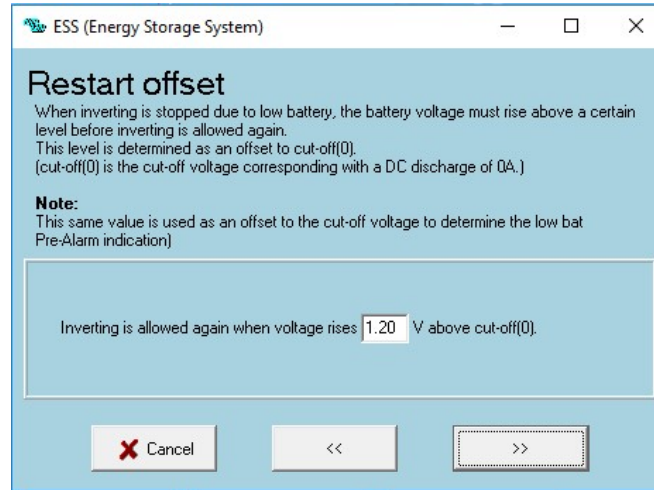 ESS (Energy Storage System)
Restart offset
When inverting is stopped due to low battery, the battery voltage must rise above a certain
level before inverting is allowed again.
This level is determined as an offset to cut-off(0).
(cut-off(0) is the cut-off voltage corresponding with a DC discharge of 0A.)
Note:
This same value is used as an offset to the cut-off voltage to determine the low bat
Pre-Alarm indication)
Inverting is allowed again when voltage rises 1.20 V above cut-off(0).
Cancel << >>